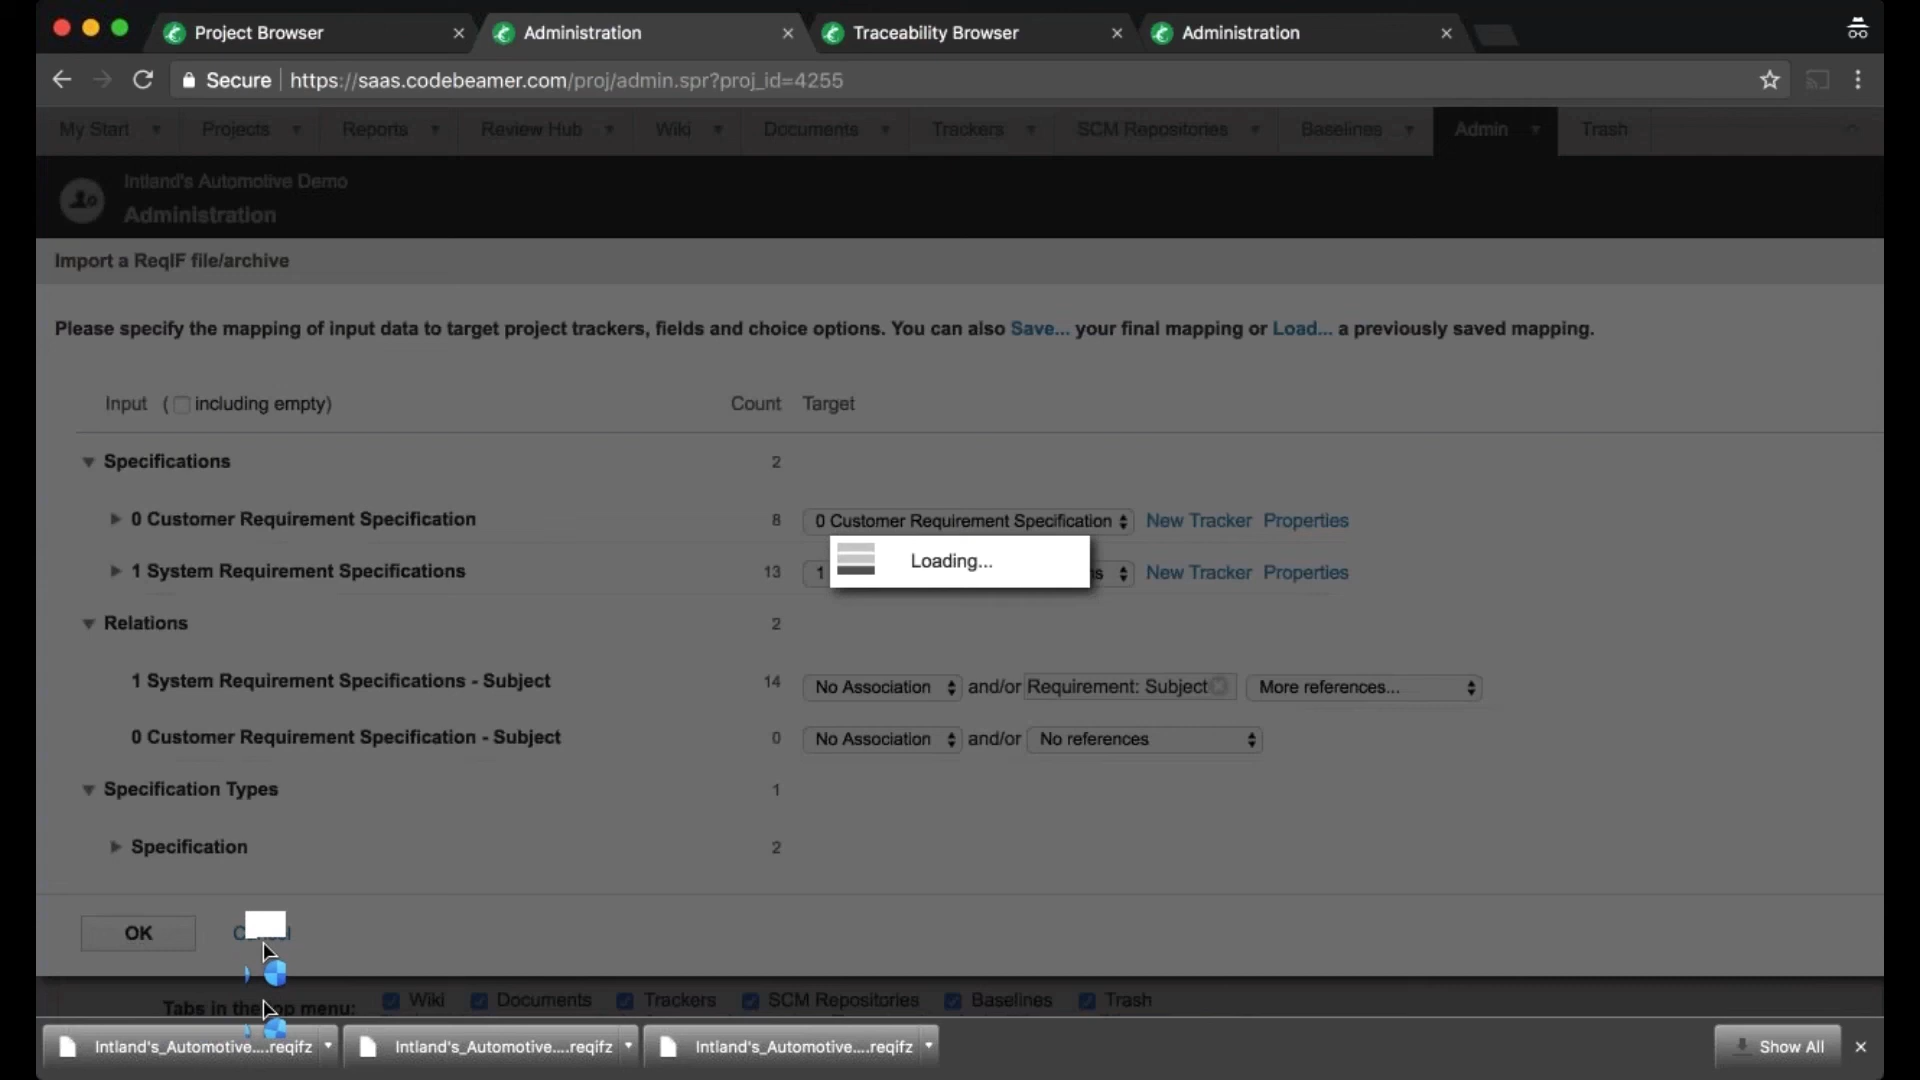 Project Browser
Administration
Traceability Browser
Administration
Secure https://saas.codebeamer.com/proj/admin.spr?proj_id=4255
My Start Projects Reports Review Hub Wiki Documents Trackers SCM Repositories Baselines Admin Trash
Intland's Automotive Demo
Administration
Import a ReqIF file/archive
Please specify the mapping of input data to target project trackers, fields and choice options. You can also Save... your final mapping or Load... a previously saved mapping.
Input ( including empty) Count Target
Specifications 2
0 Customer Requirement Specification 8 0 Customer Requirement Specification New Tracker Properties
Loading...
1 System Requirement Specifications 13 1 s New Tracker Properties
Relations 2
1 System Requirement Specifications - Subject 14 No Association and/or Requirement: Subject More references...
0 Customer Requirement Specification - Subject 0 No Association and/or No references
Specification Types 1
Specification 2
OK
Tabs in the top menu: Wiki Documents Trackers SCM Repositories Baselines Trash
Intland's_Automotive....reqifz Intland's_Automotive....reqifz Intland's_Automotive....reqifz Show All